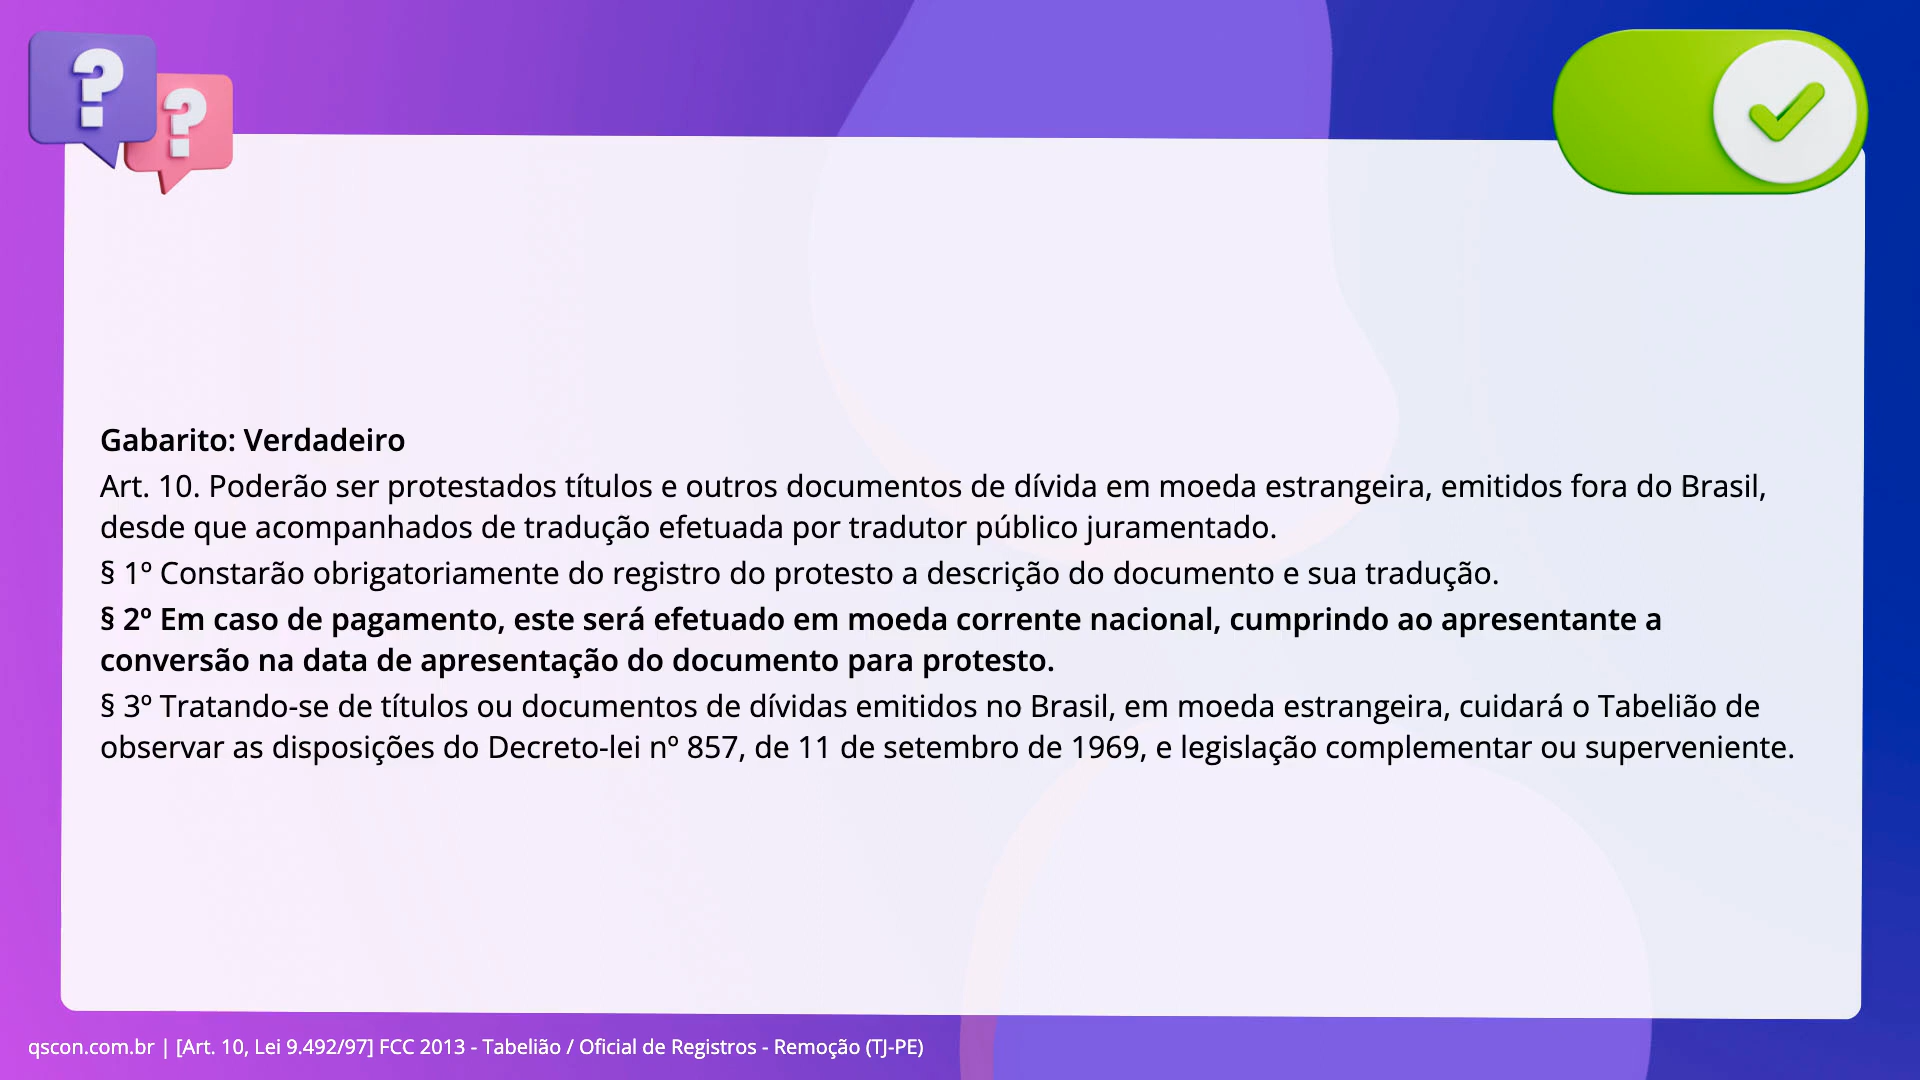 ?
?
Gabarito: Verdadeiro
Art. 10. Poderão ser protestados títulos e outros documentos de dívida em moeda estrangeira, emitidos fora do Brasil,
desde que acompanhados de tradução efetuada por tradutor público juramentado.
§ 1º Constarão obrigatoriamente do registro do protesto a descrição do documento e sua tradução.
§ 2º Em caso de pagamento, este será efetuado em moeda corrente nacional, cumprindo ao apresentante a
conversão na data de apresentação do documento para protesto.
§ 3º Tratando-se de títulos ou documentos de dívidas emitidos no Brasil, em moeda estrangeira, cuidará o Tabelião de
observar as disposições do Decreto-lei nº 857, de 11 de setembro de 1969, e legislação complementar ou superveniente.
qscon.com.br | [Art. 10, Lei 9.492/97] FCC 2013 - Tabelião / Oficial de Registros - Remoção (TJ-PE)